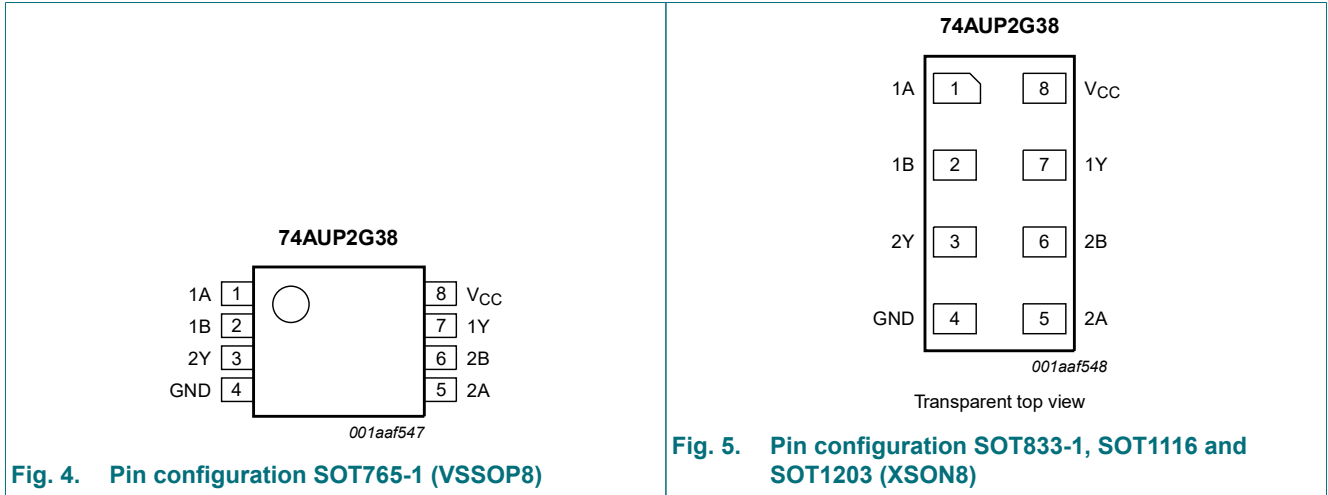 74AUP2G38
1A 1 8 VCC
1B 2 7 1Y
2Y 3 6 2B
GND 4 5 2A
001aaf547
Fig. 4. Pin configuration SOT765-1 (VSSOP8)
74AUP2G38
1A 1 8 VCC
1B 2 7 1Y
2Y 3 6 2B
GND 4 5 2A
001aaf548
Transparent top view
Fig. 5. Pin configuration SOT833-1, SOT1116 and
SOT1203 (XSON8)